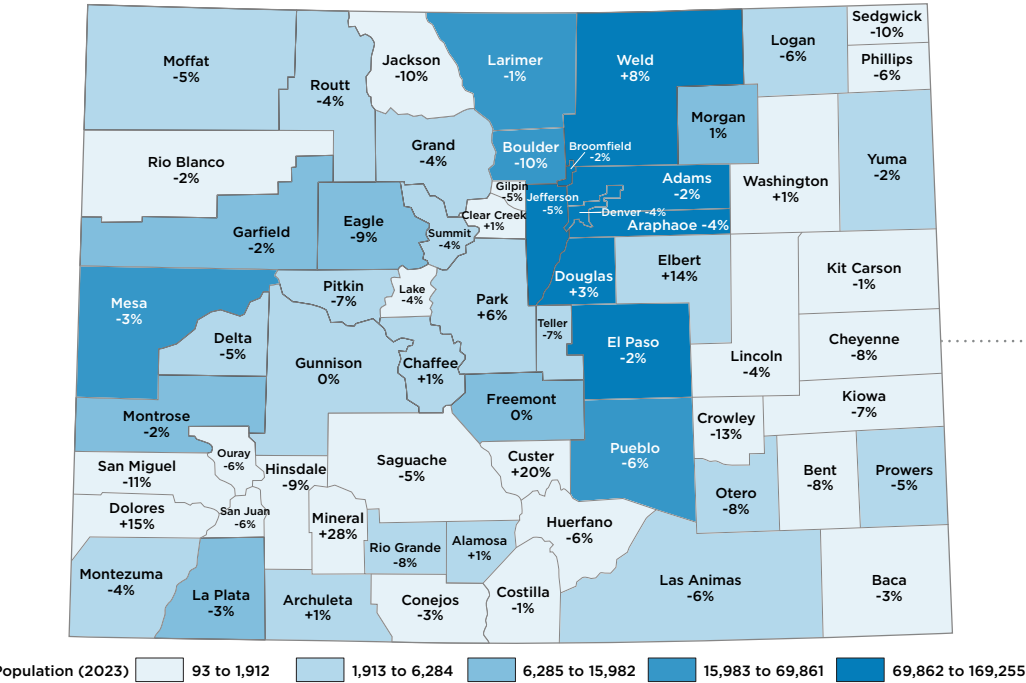 Moffat
-5%
Routt
-4%
Jackson
-10%
Larimer
-1%
Weld
+8%
Logan
-6%
Sedgwick
-10%
Phillips
-6%
Morgan
1%
Rio Blanco
-2%
Grand
-4%
Boulder
-10%
Broomfield
-2%
Washington
+1%
Yuma
-2%
Gilpin
-5%
Jefferson
-5%
Adams
-2%
Denver -4%
Araphaoe -4%
Clear Creek
+1%
Garfield
-2%
Eagle
-9%
Summit
-4%
Douglas
+3%
Elbert
+14%
Kit Carson
-1%
Mesa
-3%
Pitkin
-7%
Lake
-4%
Park
+6%
Teller
-7%
El Paso
-2%
Lincoln
-4%
Cheyenne
-8%
Delta
-5%
Gunnison
0%
Chaffee
+1%
Freemont
0%
Kiowa
-7%
Montrose
-2%
Crowley
-13%
Pueblo
-6%
Ouray
-6%
San Miguel
-11%
Hinsdale
-9%
Saguache
-5%
Custer
+20%
Otero
-8%
Bent
-8%
Prowers
-5%
Dolores
+15%
San Juan
-6%
Mineral
+28%
Rio Grande
-8%
Alamosa
+1%
Huerfano
-6%
Montezuma
-4%
La Plata
-3%
Archuleta
+1%
Conejos
-3%
Costilla
-1%
Las Animas
-6%
Baca
-3%
Population (2023) 93 to 1,912 1,913 to 6,284 6,285 to 15,982 15,983 to 69,861 69,862 to 169,255